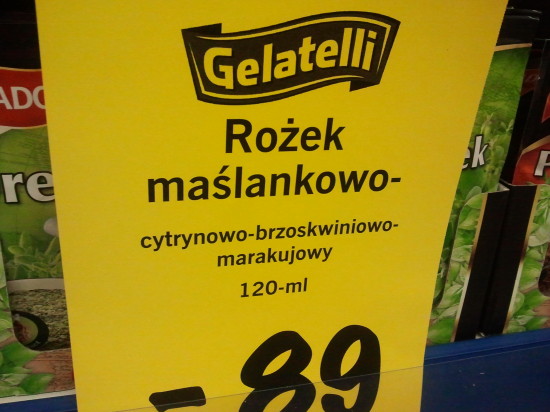 Gelatelli
Rożek
maślankowo-
cytrynowo-brzoskwiniowo-
marakujowy
120-ml
-.89